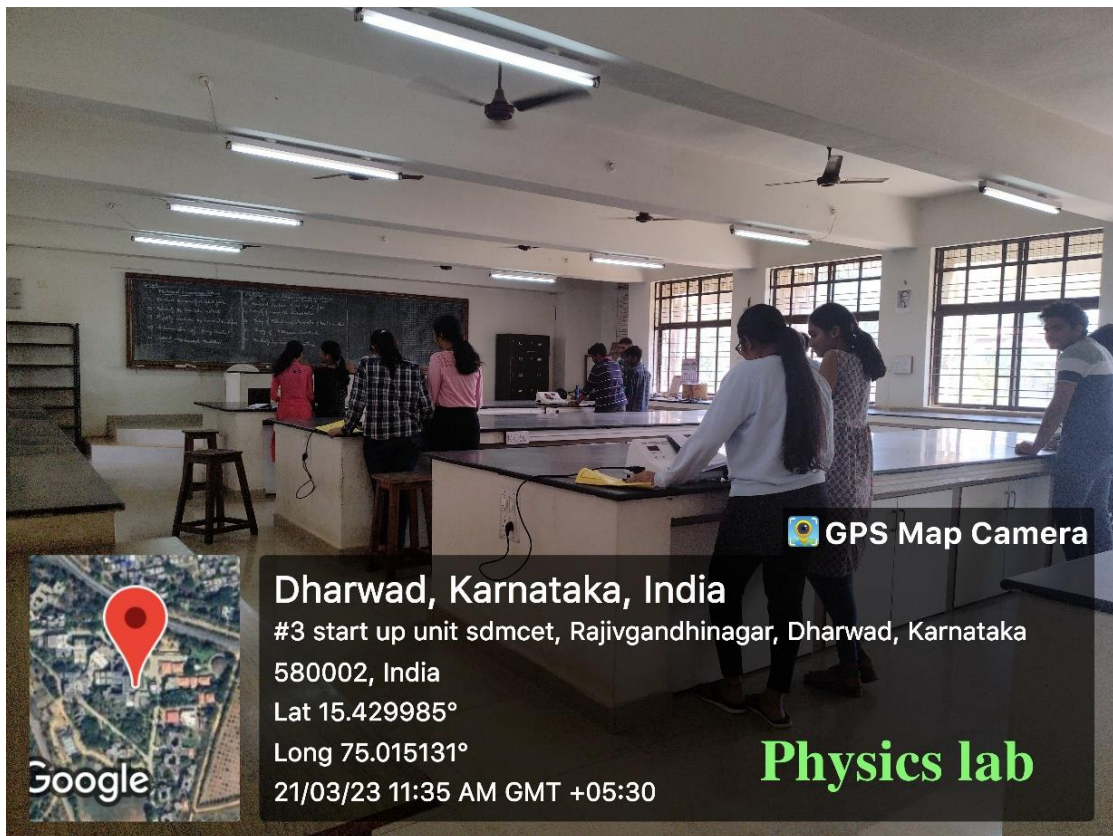 GPS Map Camera
Dharwad, Karnataka, India
#3 start up unit sdmcet, Rajivgandhinagar, Dharwad, Karnataka
580002, India
Lat 15.429985°
Long 75.015131°
21/03/23 11:35 AM GMT +05:30
Google
Physics lab